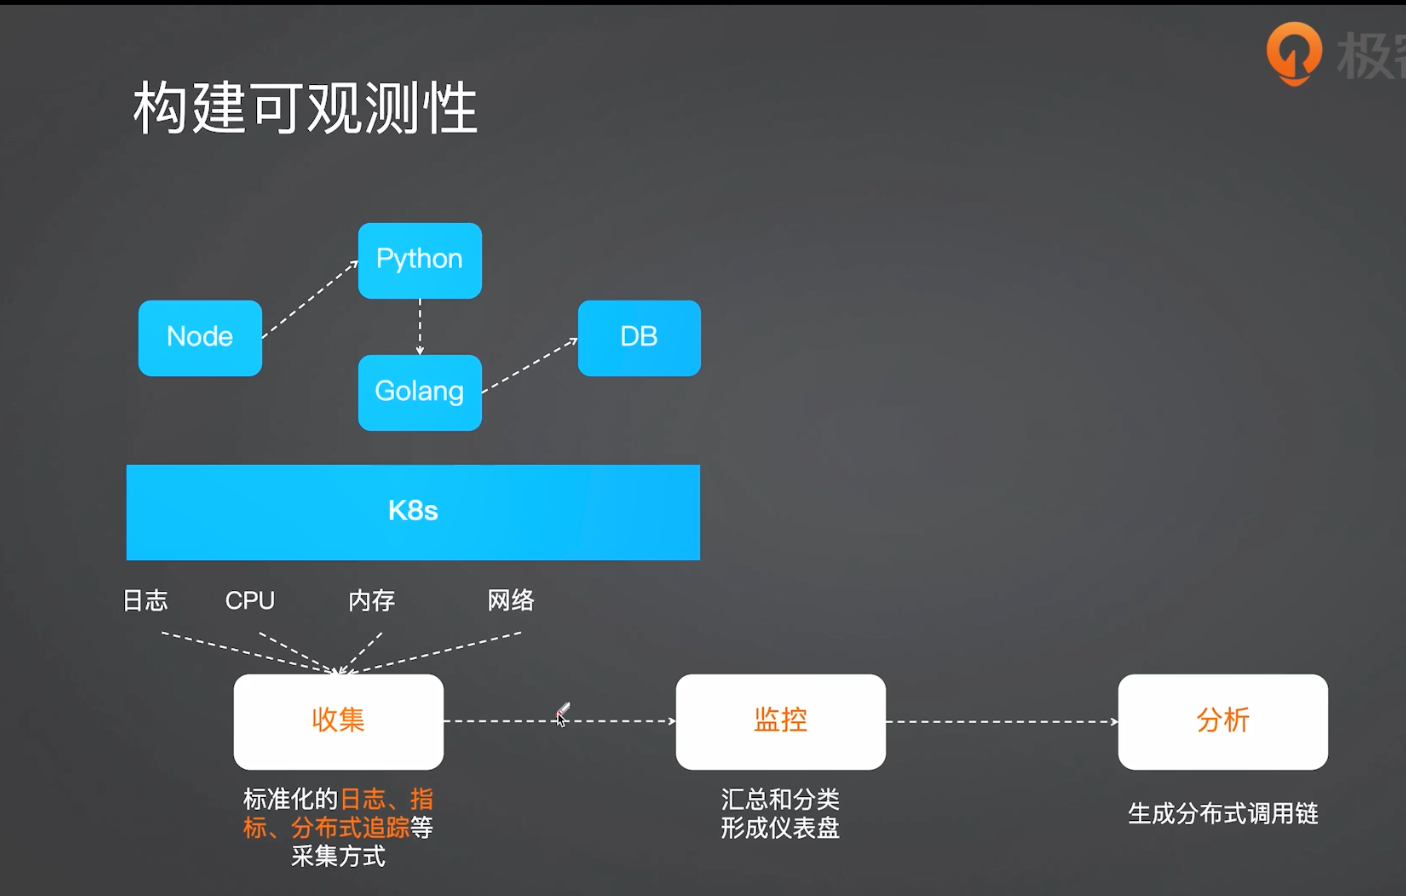 极客
构建可观测性
Python
Node
DB
Golang
K8s
日志 CPU 内存 网络
收集
监控
分析
标准化的日志、指
标、分布式追踪等
采集方式
汇总和分类
形成仪表盘
生成分布式调用链